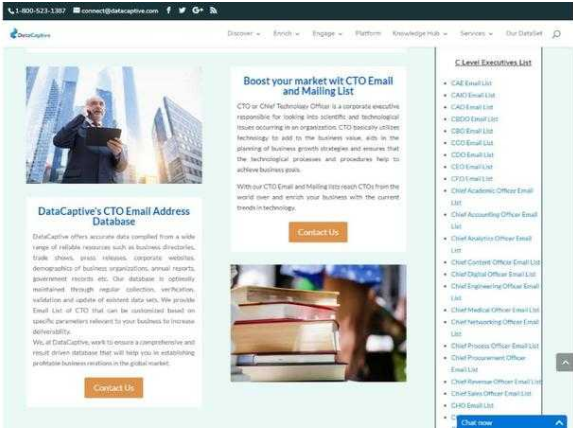 1-800-523-1387 connect@datacaptive.com
DataCaptive
Discover Enrich Engage Platform Knowledge Hub Services Our DataSet
DataCaptive's CTO Email Address
Database
DataCaptive offers accurate data compiled from a wide
range of reliable resources such as business directories,
trade shows, press releases, corporate websites,
demographics of business organizations, annual reports,
government records etc. Our database is optimally
maintained through regular collection, verification,
validation and update of existent data sets. We provide
Email List of CTO that can be customized based on
specific parameters relevant to your business to increase
deliverability.
We, at DataCaptive, work to ensure a comprehensive and
result driven database that will help you in establishing
profitable business relations in the global market.
Contact Us
Boost your market wit CTO Email
and Mailing List
CTO or Chief Technology Officer is a corporate executive
responsible for looking into scientific and technological
issues occurring in an organization. CTO basically utilizes
technology to add to the business value, aids in the
planning of business growth strategies and ensures that
the technological processes and procedures help to
achieve business goals.
With our CTO Email and Mailing lists reach CTOs from the
world over and enrich your business with the current
trends in technology.
Contact Us
C Level Executives List
CAE Email List
CAIO Email List
CAO Email List
CBDO Email List
CBO Email List
CCO Email List
CDO Email List
CEO Email List
CFO Email List
Chief Academic Officer Email
List
Chief Accounting Officer Email
List
Chief Analytics Officer Email
List
Chief Content Officer Email List
Chief Digital Officer Email List
Chief Engineering Officer Email
List
Chief Medical Officer Email List
Chief Networking Officer Email
List
Chief Process Officer Email List
Chief Procurement Officer
Email List
Chief Revenue Officer Email List
Chief Sales Officer Email List
CHO Email List
Chat now